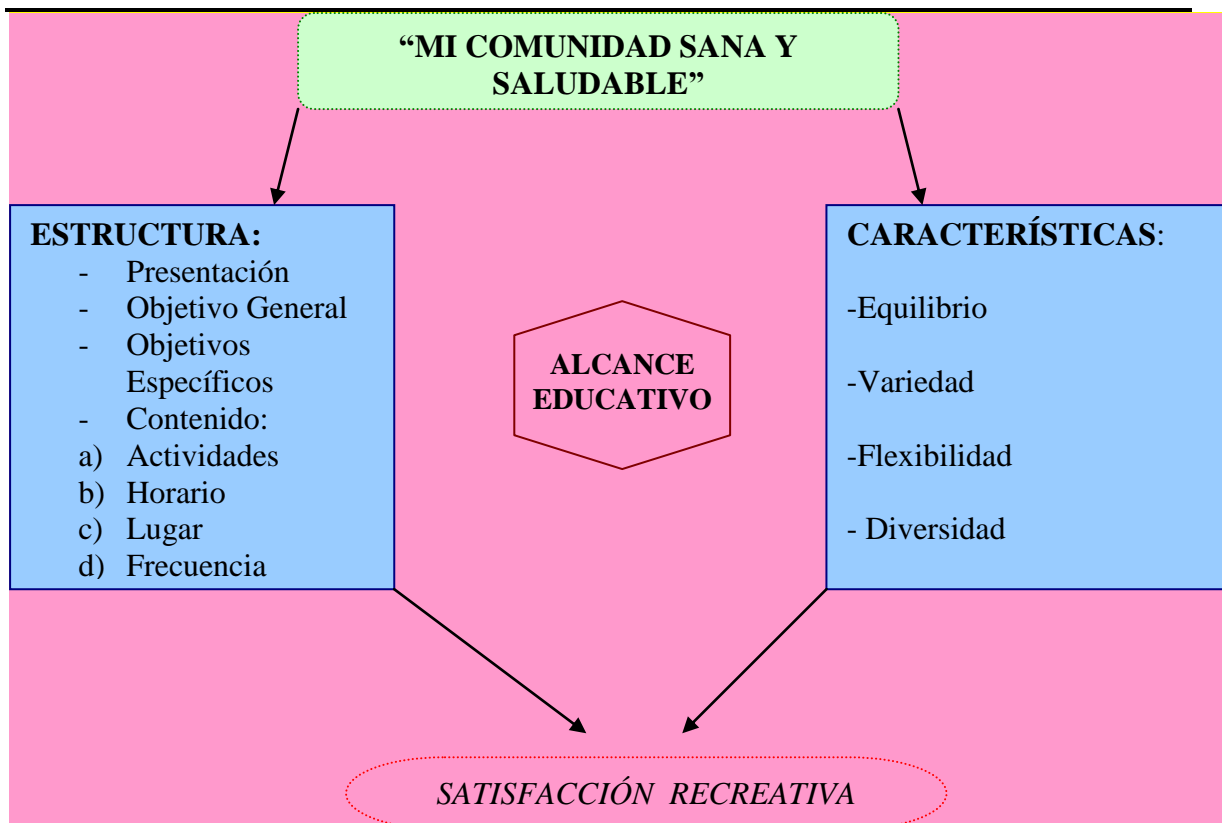 “MI COMUNIDAD SANA Y
SALUDABLE”
ESTRUCTURA:
- Presentación
- Objetivo General
- Objetivos
Específicos
- Contenido:
a) Actividades
b) Horario
c) Lugar
d) Frecuencia
ALCANCE
EDUCATIVO
CARACTERÍSTICAS:
-Equilibrio
-Variedad
-Flexibilidad
- Diversidad
SATISFACCIÓN RECREATIVA